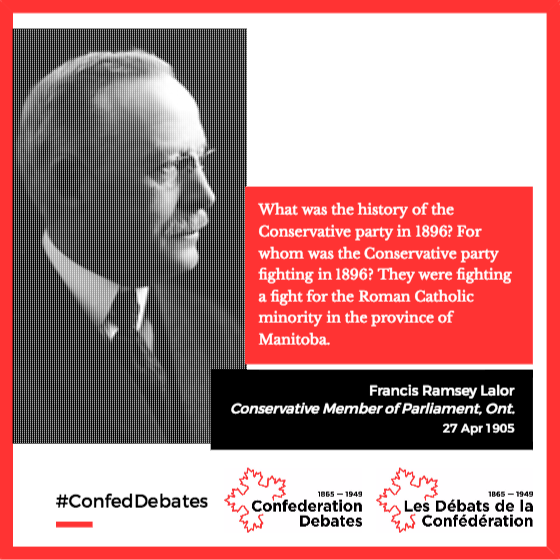 What was the history of the
Conservative party in 1896? For
whom was the Conservative party
fighting in 1896? They were fighting
a fight for the Roman Catholic
minority in the province of
Manitoba.
Francis Ramsey Lalor
Conservative Member of Parliament, Ont.
27 Apr 1905
#ConfedDebates
1865 — 1949
Confederation
Debates
1865 — 1949
Les Débats de la
Confédération